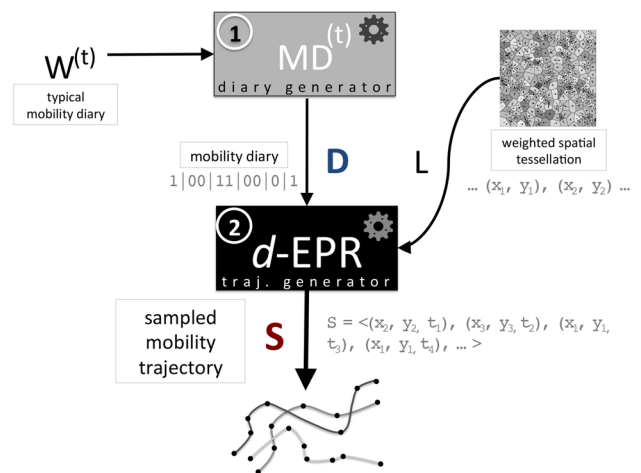 1
MD^(t)
diary generator
W^(t)
typical
mobility diary
mobility diary
1|00|11|00|0|1
D
L
weighted spatial
tessellation
… (x₁, y₁), (x₂, y₂) …
2
d-EPR
traj. generator
sampled
mobility
trajectory
S
S = <(x₂, y₂, t₁), (x₃, y₃, t₂), (x₁, y₁,
t₃), (x₁, y₁, t₄), … >